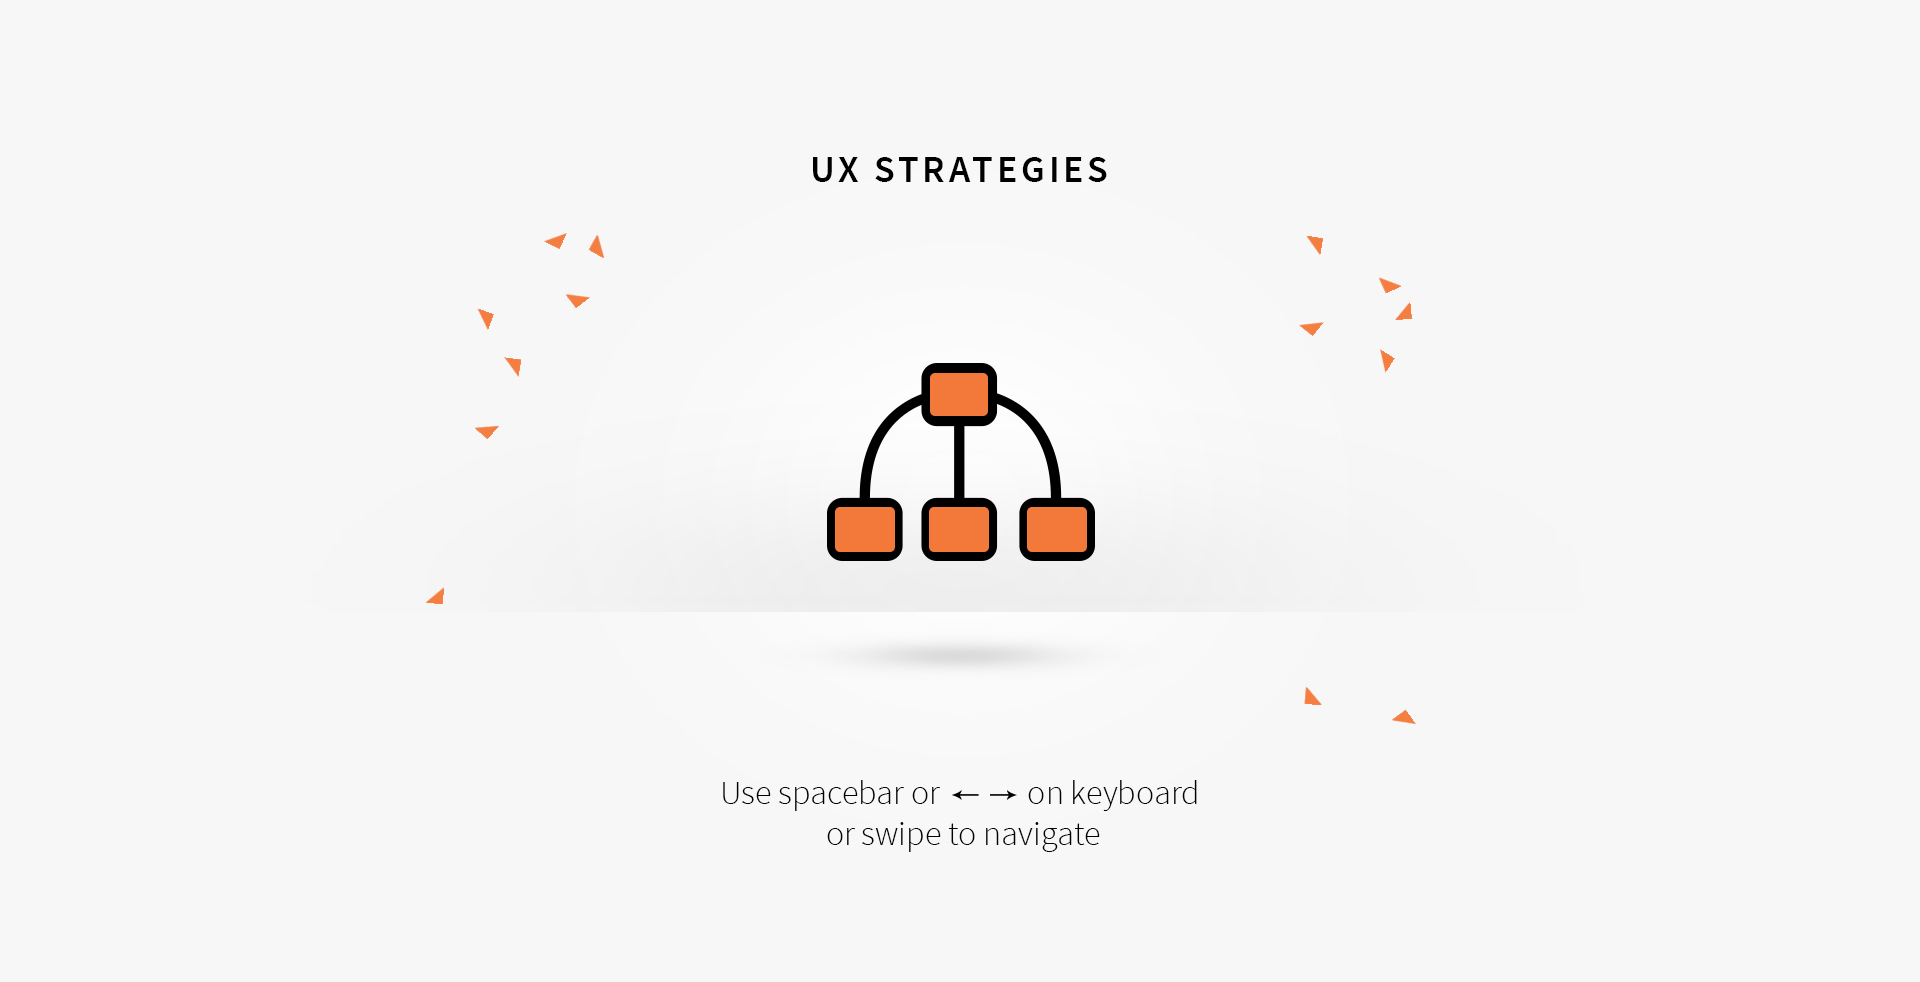 UX STRATEGIES
Use spacebar or ← → on keyboard
or swipe to navigate